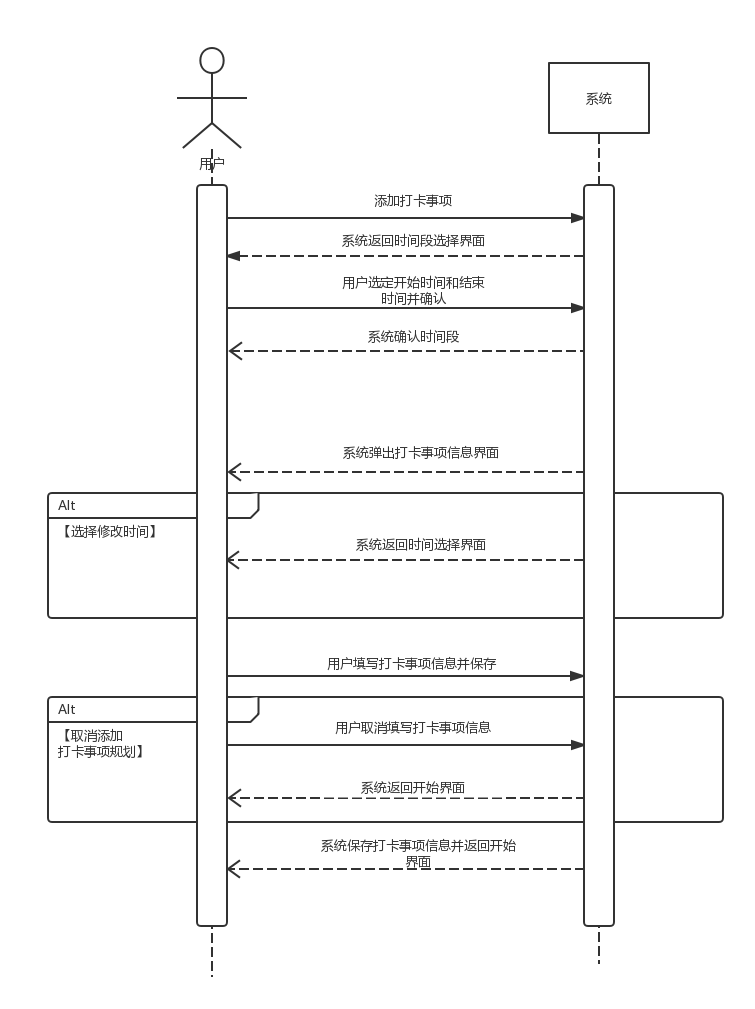 用户
系统
添加打卡事项
系统返回时间段选择界面
用户选定开始时间和结束
时间并确认
系统确认时间段
系统弹出打卡事项信息界面
Alt
【选择修改时间】
系统返回时间选择界面
用户填写打卡事项信息并保存
Alt
【取消添加
打卡事项规划】
用户取消填写打卡事项信息
系统返回开始界面
系统保存打卡事项信息并返回开始
界面